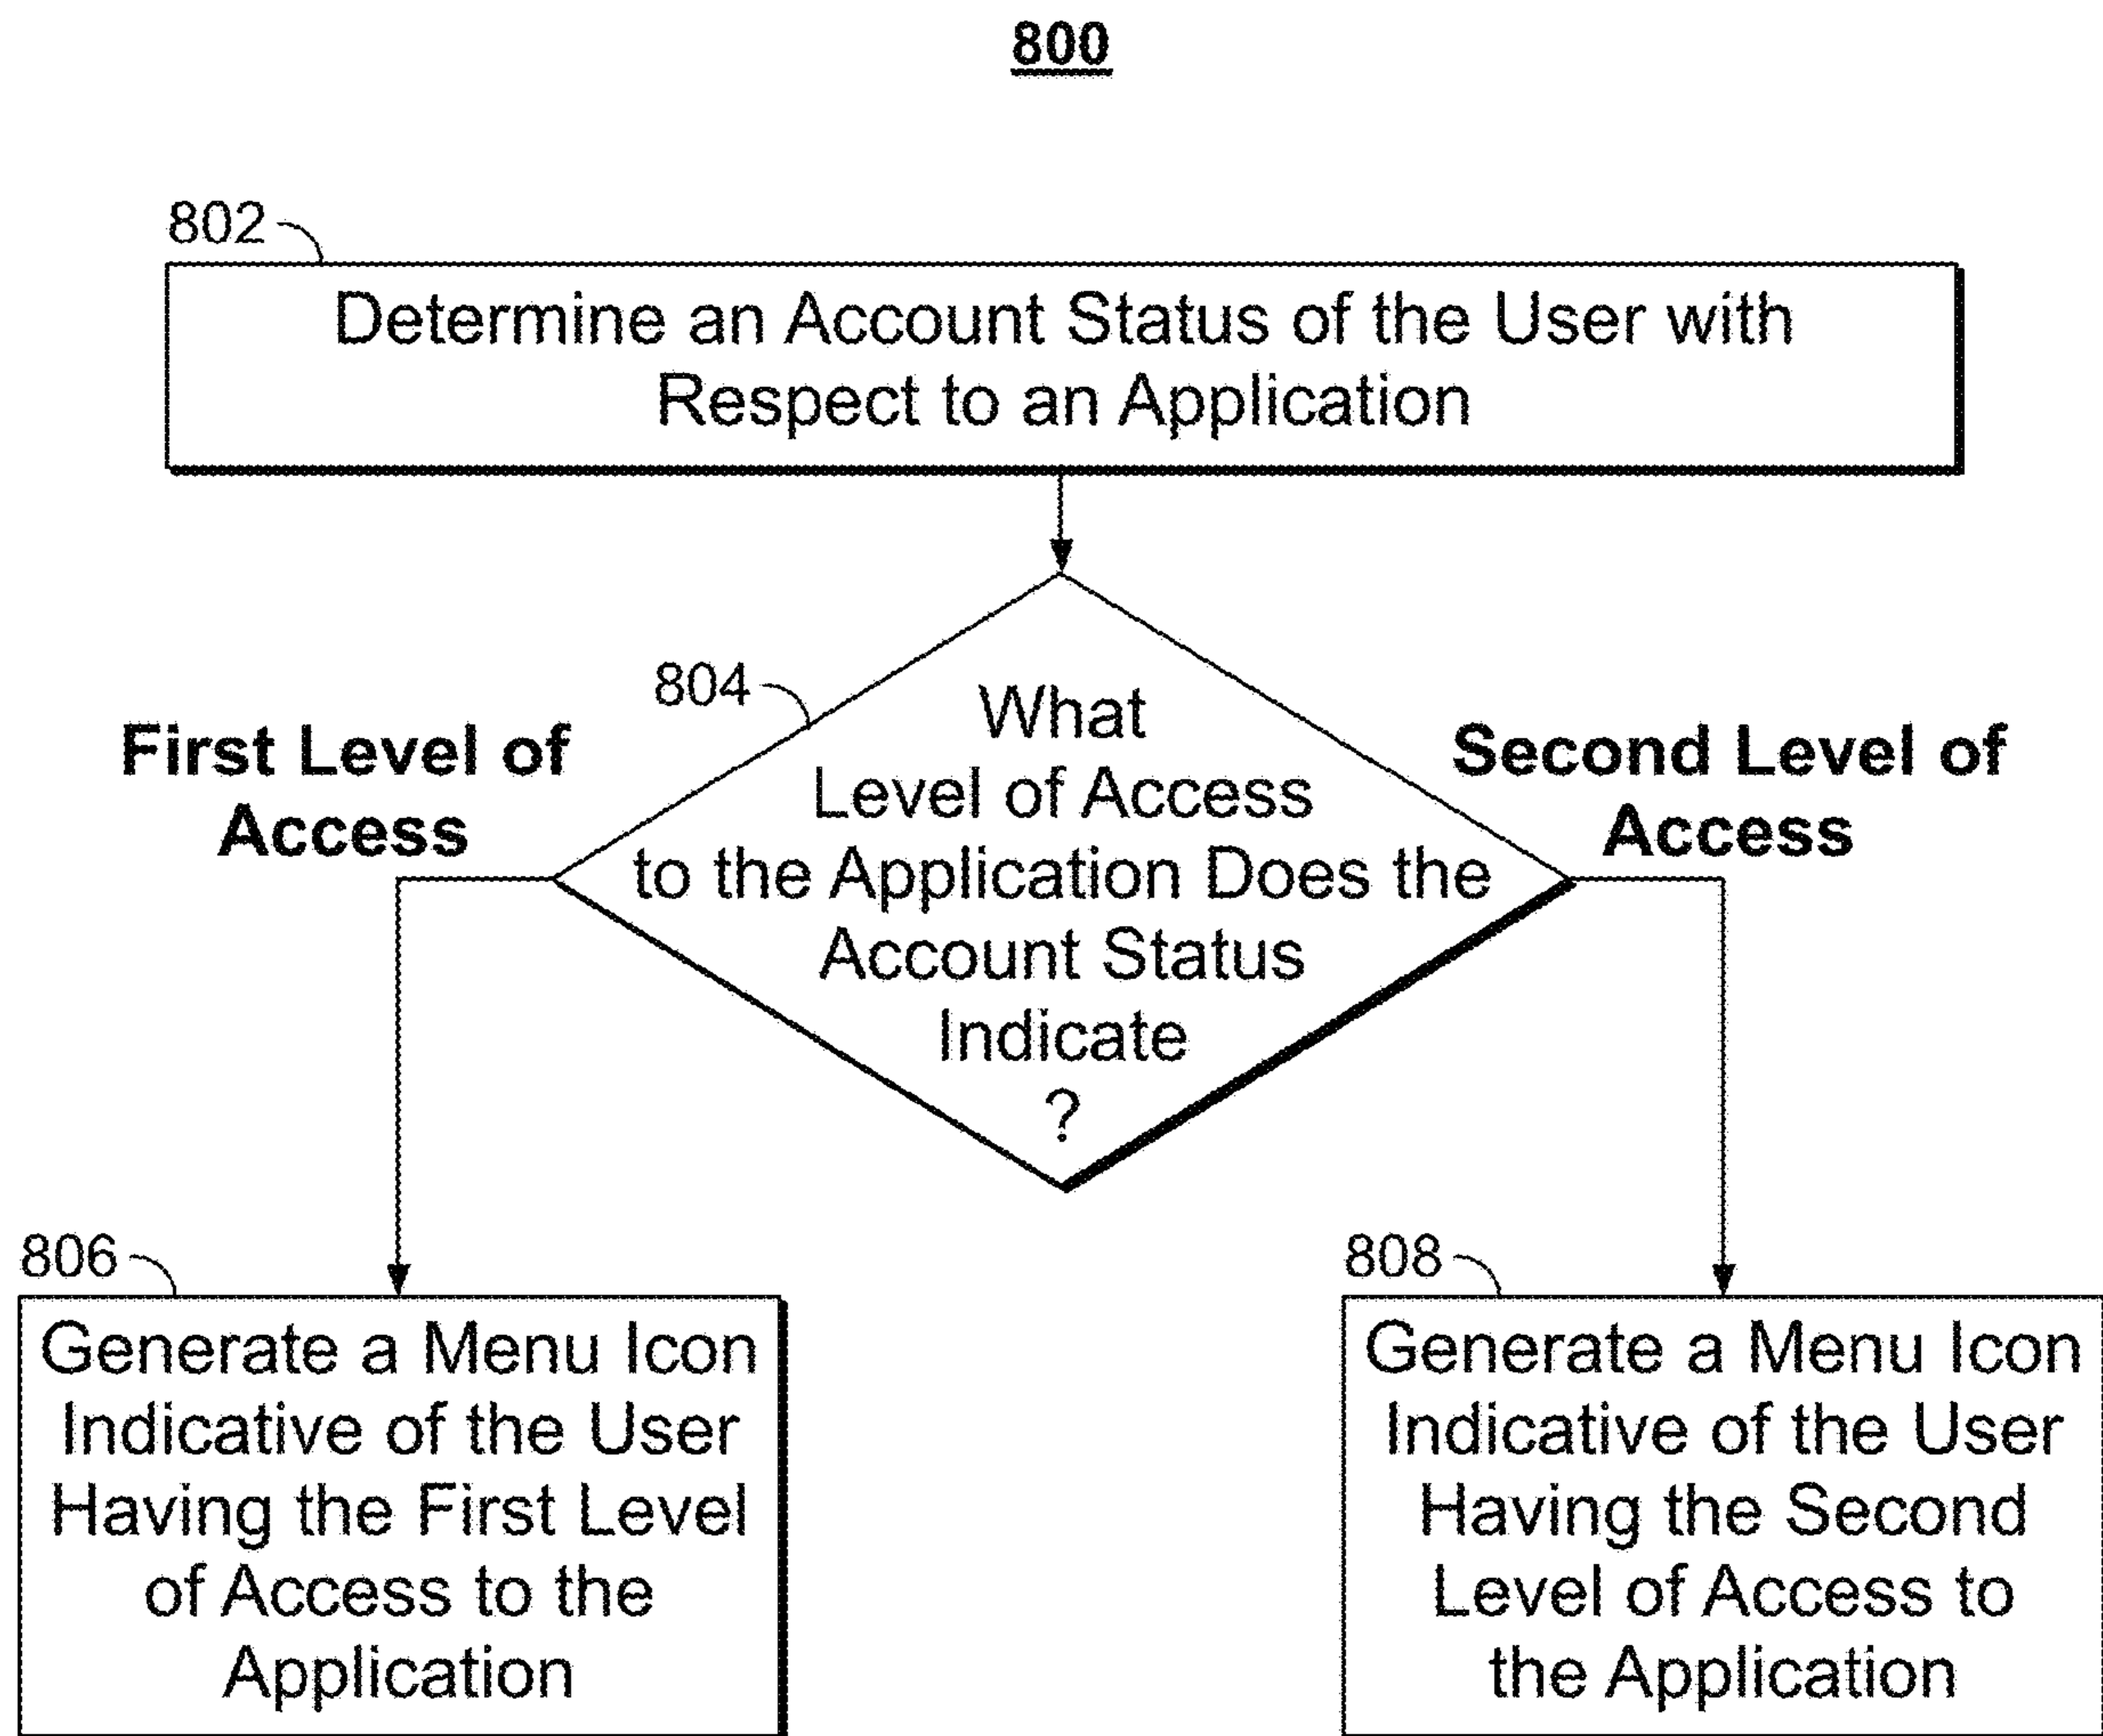 800
802
Determine an Account Status of the User with
Respect to an Application
804
What
Level of Access
to the Application Does the
Account Status
Indicate
?
First Level of
Access
Second Level of
Access
806
Generate a Menu Icon
Indicative of the User
Having the First Level
of Access to the
Application
808
Generate a Menu Icon
Indicative of the User
Having the Second
Level of Access to
the Application